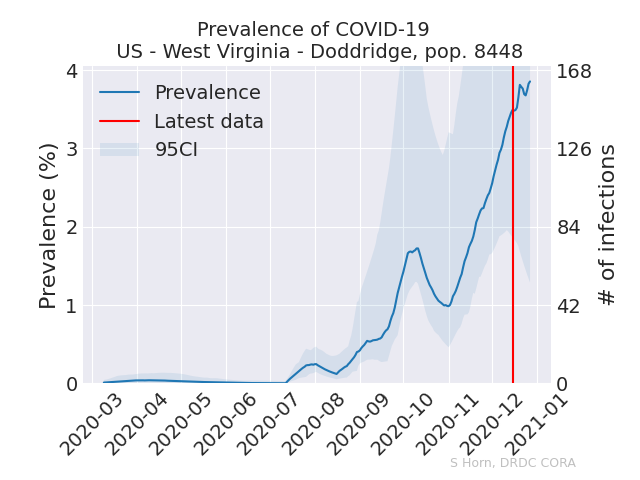 Prevalence of COVID-19
US - West Virginia - Doddridge, pop. 8448
Prevalence (%)
4
3
2
1
0
Prevalence
Latest data
95CI
168
126
84
42
0
# of infections
2020-03
2020-04
2020-05
2020-06
2020-07
2020-08
2020-09
2020-10
2020-11
2020-12
2021-01
S Horn, DRDC CORA